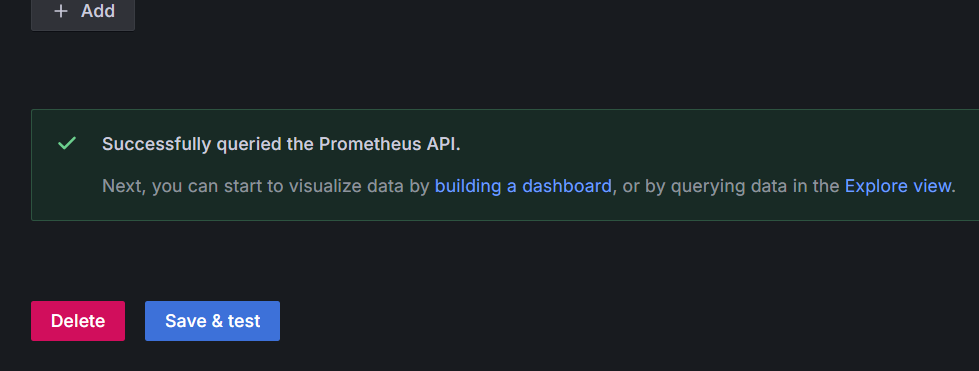 + Add
Successfully queried the Prometheus API.
Next, you can start to visualize data by building a dashboard, or by querying data in the Explore view.
Delete Save & test